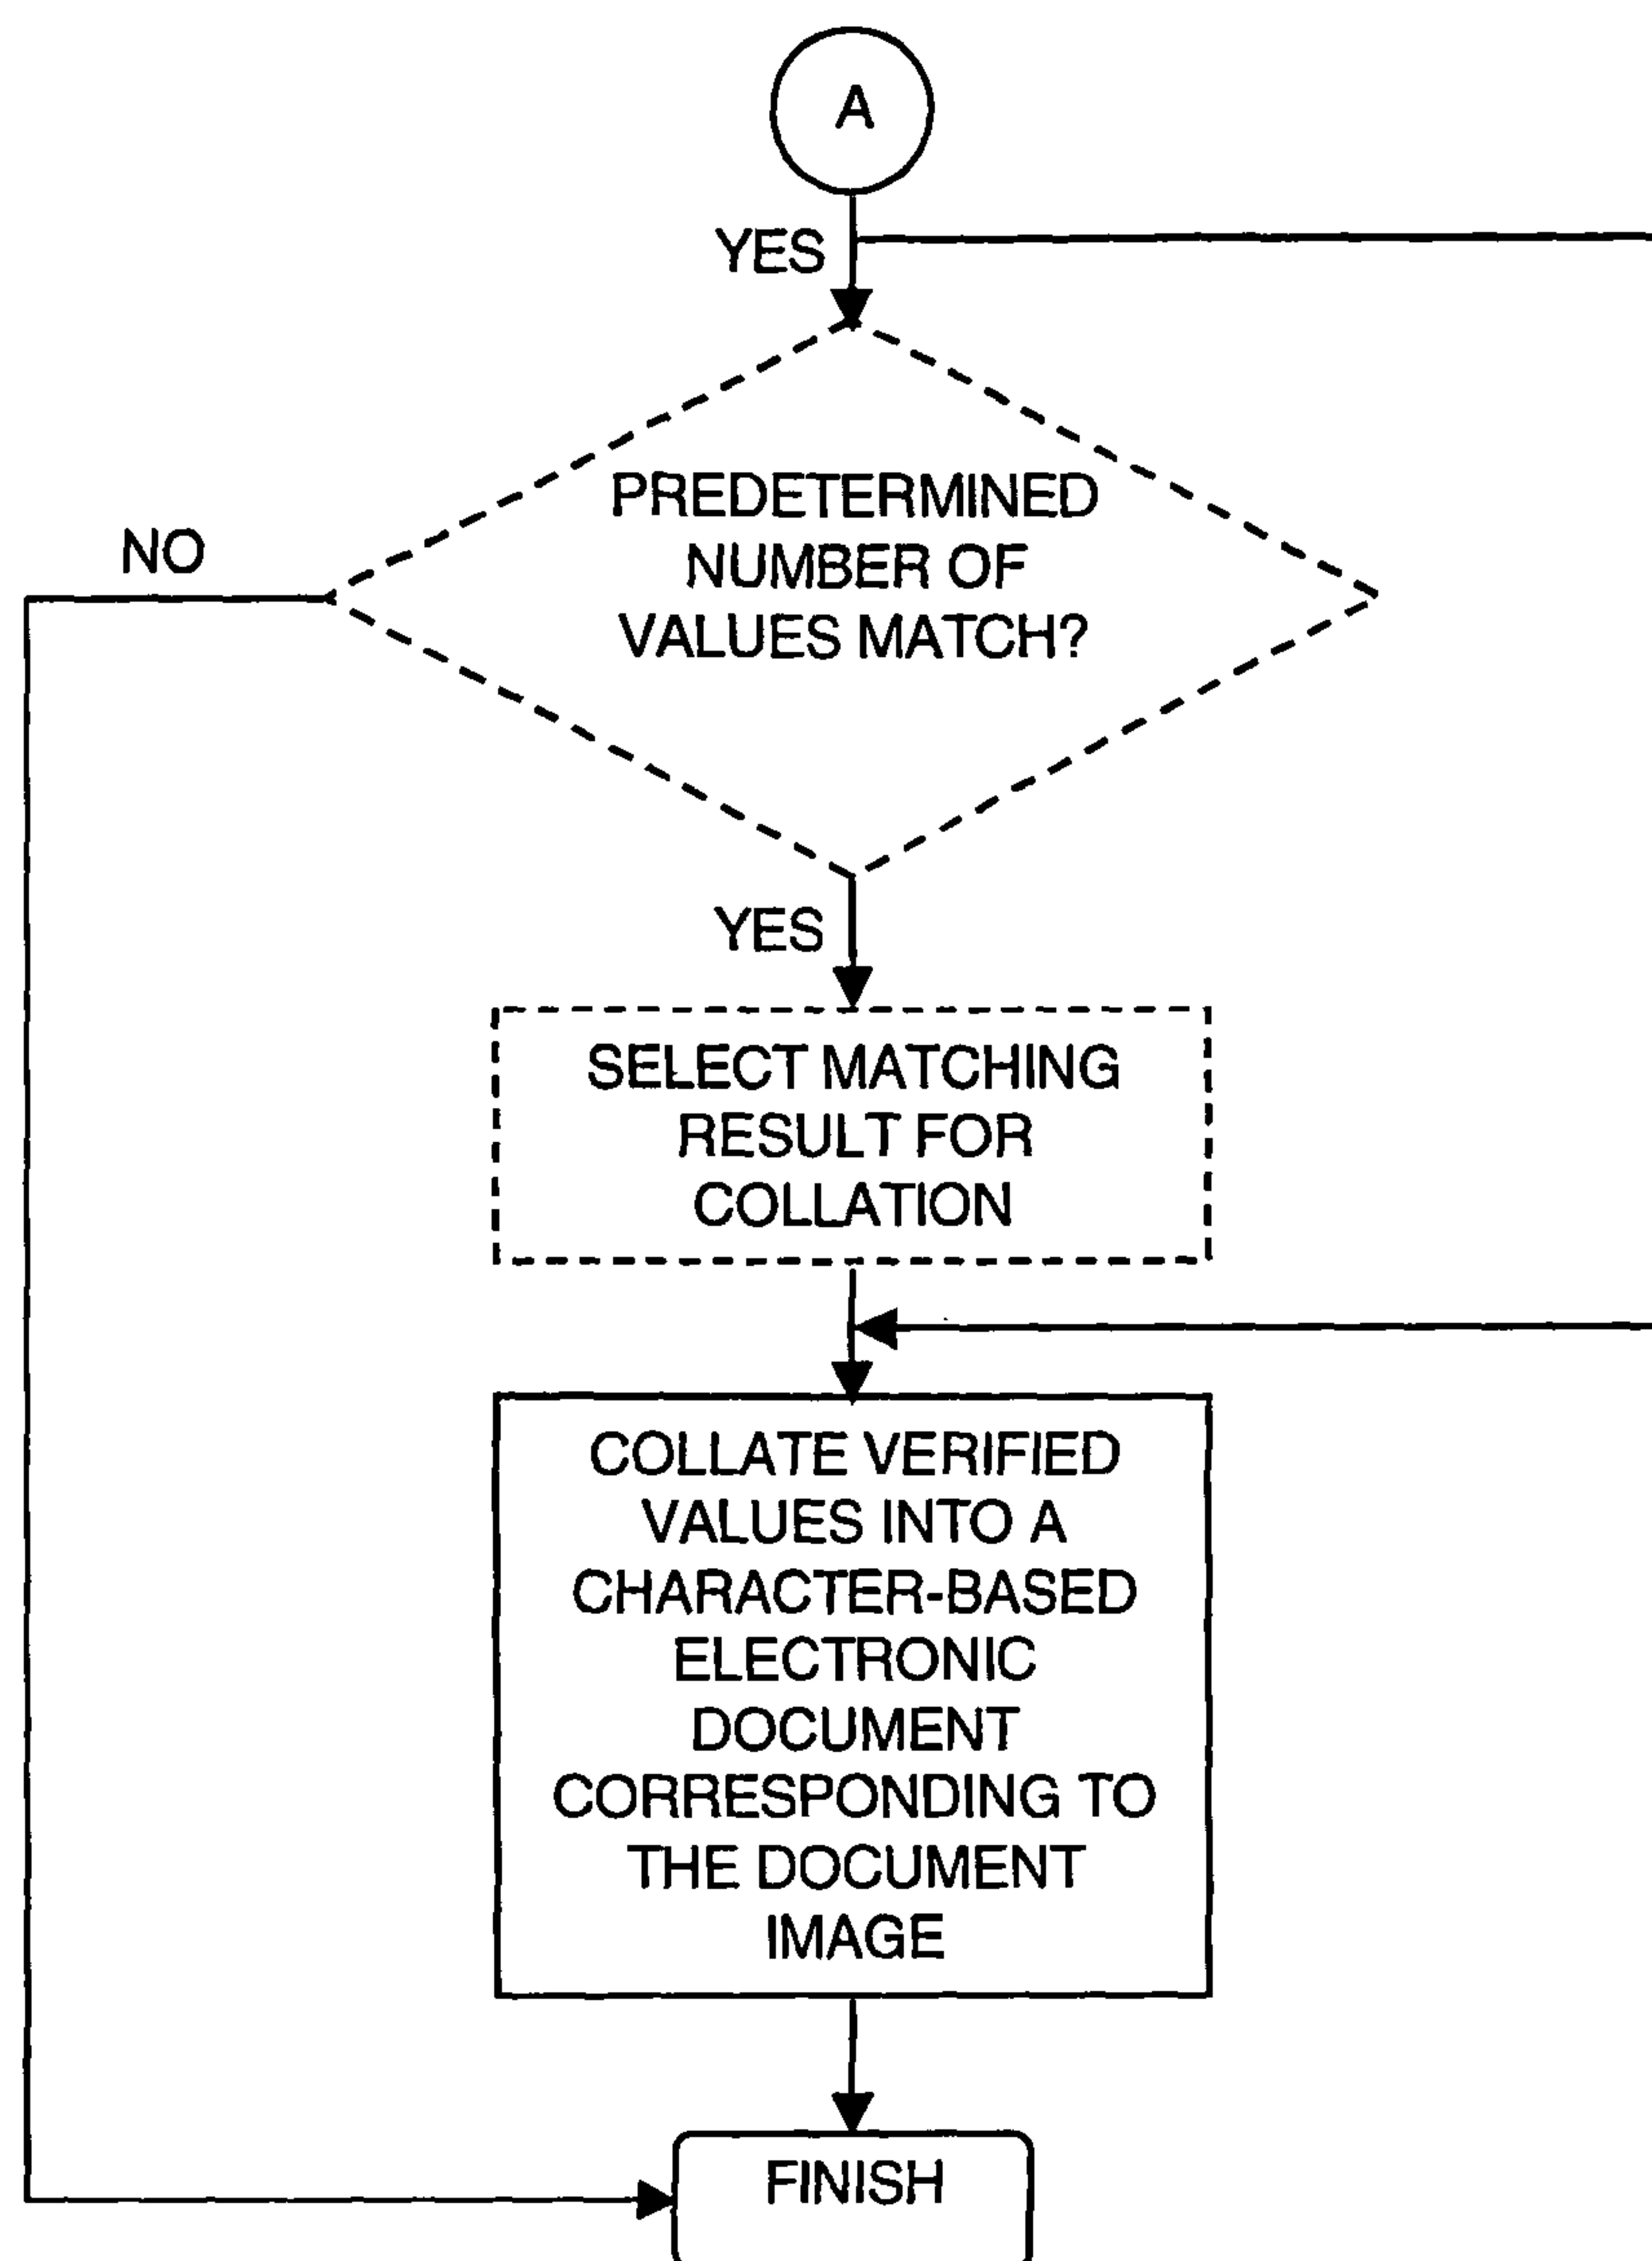 A
YES
PREDETERMINED
NUMBER OF
VALUES MATCH?
NO
YES
SELECT MATCHING
RESULT FOR
COLLATION
COLLATE VERIFIED
VALUES INTO A
CHARACTER-BASED
ELECTRONIC
DOCUMENT
CORRESPONDING TO
THE DOCUMENT
IMAGE
FINISH